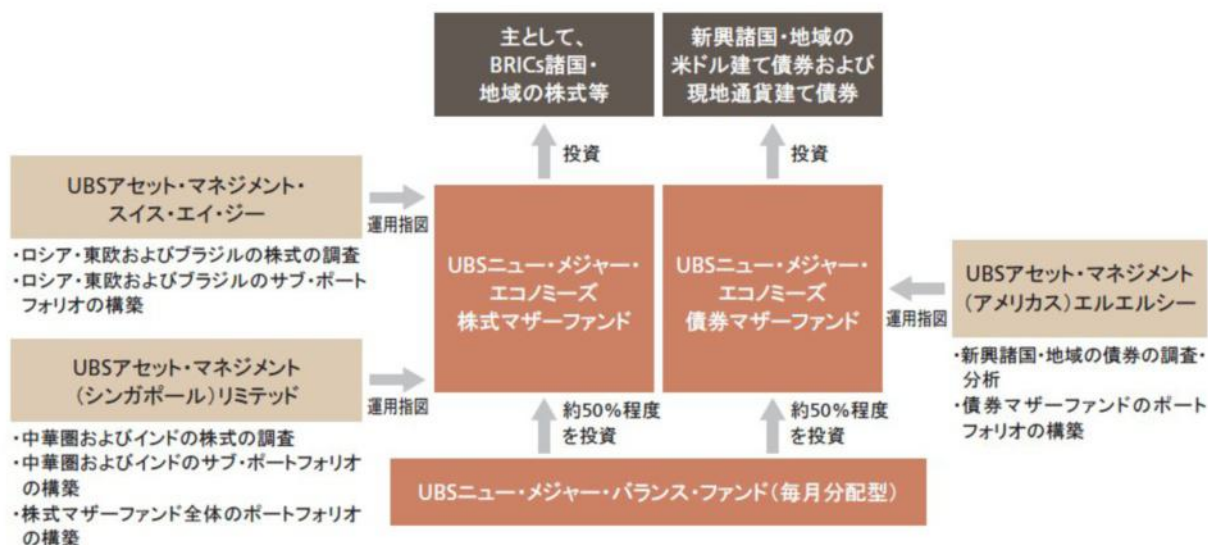 主として、
BRICs諸国・
地域の株式等
新興諸国・地域の
米ドル建て債券および
現地通貨建て債券
投資
投資
UBSアセット・マネジメント・
スイス・エイ・ジー
運用指図
・ロシア・東欧およびブラジルの株式の調査
・ロシア・東欧およびブラジルのサブ・ポート
フォリオの構築
UBSニュー・メジャー・
エコノミーズ
株式マザーファンド
UBSニュー・メジャー・
エコノミーズ
債券マザーファンド
運用指図
UBSアセット・マネジメント
(アメリカス)エルエルシー
・新興諸国・地域の債券の調査・
分析
・債券マザーファンドのポート
フォリオの構築
UBSアセット・マネジメント
(シンガポール)リミテッド
運用指図
・中華圏およびインドの株式の調査
・中華圏およびインドのサブ・ポートフォリオ
の構築
・株式マザーファンド全体のポートフォリオ
の構築
約50%程度
を投資
約50%程度
を投資
UBSニュー・メジャー・バランス・ファンド(毎月分配型)